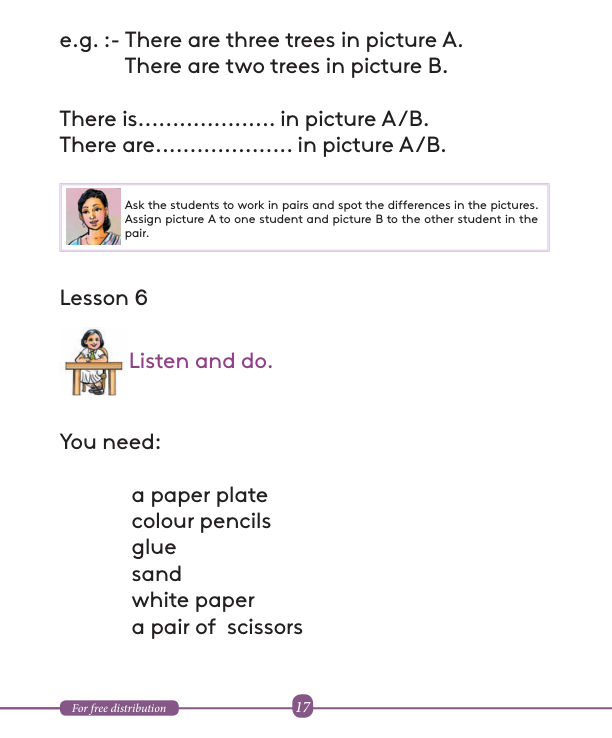 e.g. :- There are three trees in picture A.
There are two trees in picture B.
There is.................... in picture A/B.
There are.................... in picture A/B.
Ask the students to work in pairs and spot the differences in the pictures.
Assign picture A to one student and picture B to the other student in the
pair.
Lesson 6
Listen and do.
You need:
a paper plate
colour pencils
glue
sand
white paper
a pair of scissors
For free distribution
17